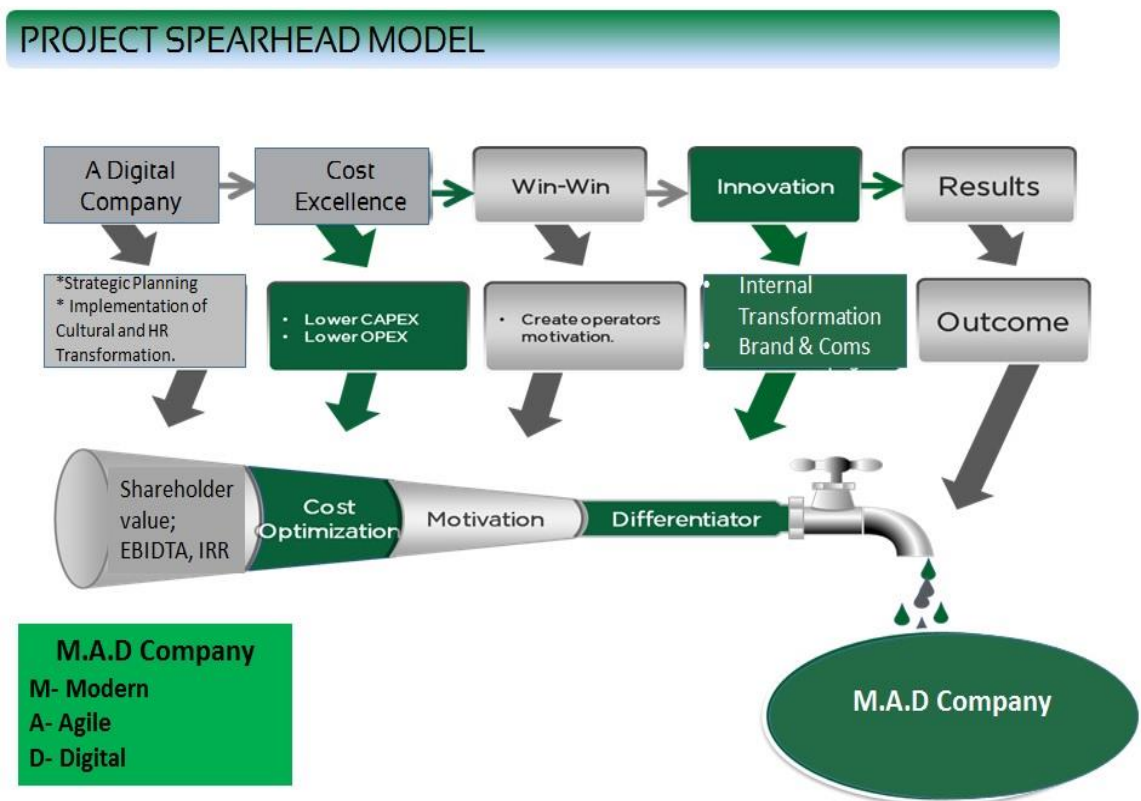 PROJECT SPEARHEAD MODEL
A Digital
Company
Cost
Excellence
Win-Win
Innovation
Results
*Strategic Planning
* Implementation of
Cultural and HR
Transformation.
• Lower CAPEX
• Lower OPEX
• Create operators
motivation.
• Internal
Transformation
• Brand & Coms
Outcome
Shareholder
value;
EBIDTA, IRR
Cost
Optimization
Motivation
Differentiator
M.A.D Company
M- Modern
A- Agile
D- Digital
M.A.D Company